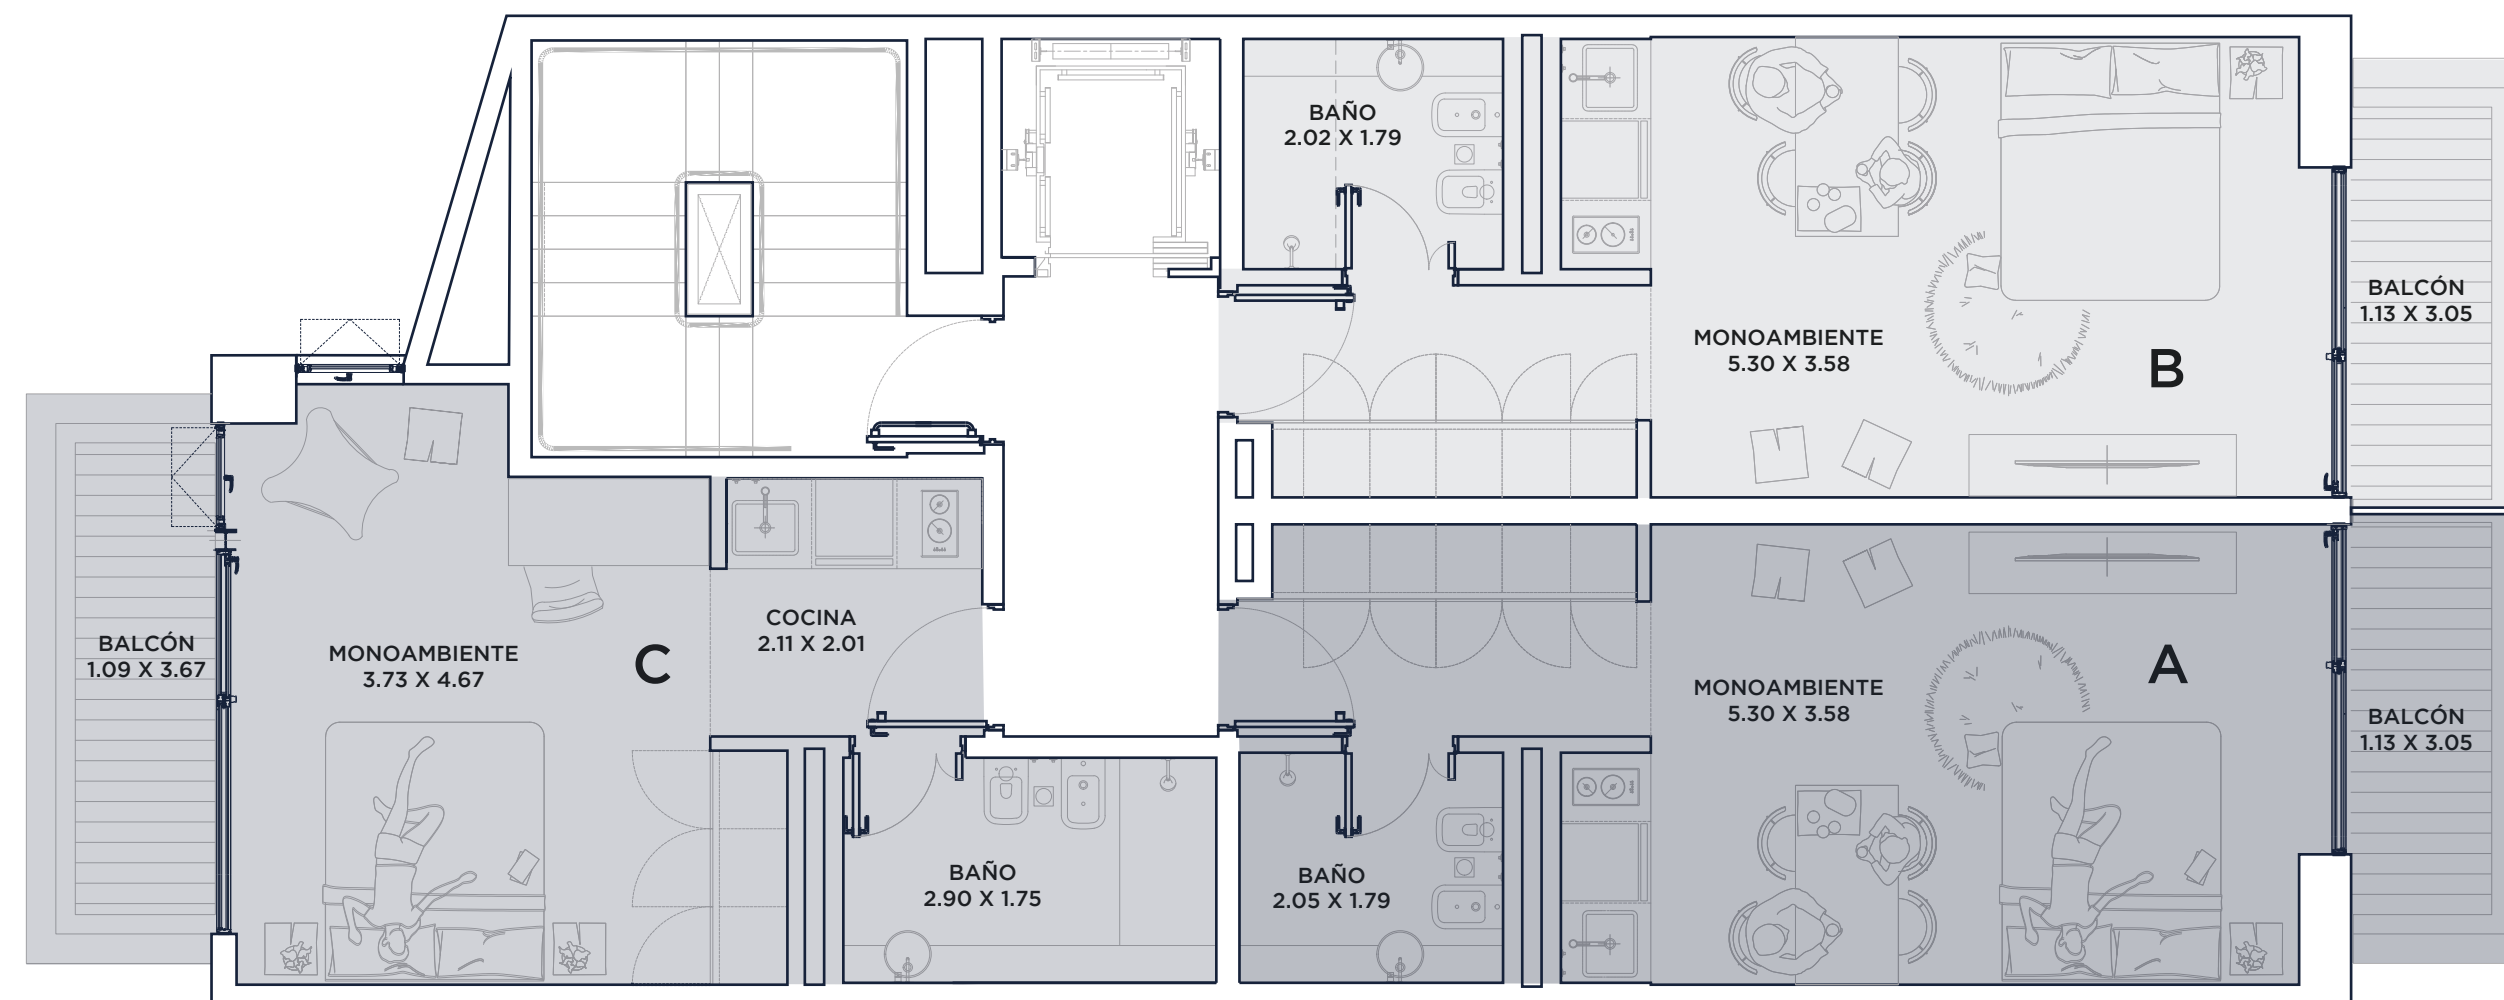 BAÑO
2.02 X 1.79
BALCÓN
1.13 X 3.05
MONOAMBIENTE
5.30 X 3.58
B
COCINA
2.11 X 2.01
BALCÓN
1.09 X 3.67
MONOAMBIENTE
3.73 X 4.67
C
MONOAMBIENTE
5.30 X 3.58
A
BALCÓN
1.13 X 3.05
BAÑO
2.90 X 1.75
BAÑO
2.05 X 1.79